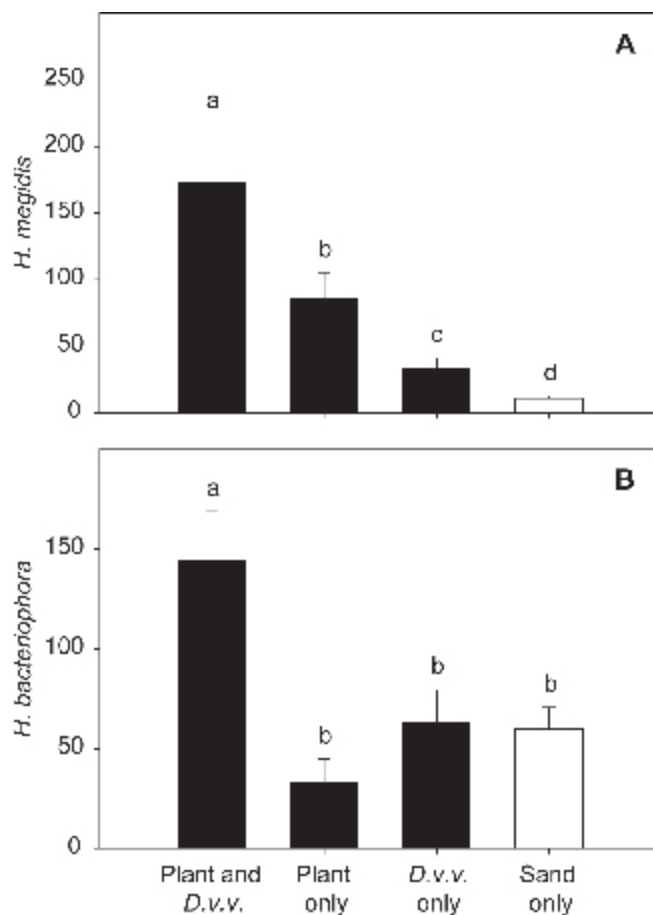 A
250
200
150
100
50
0
H. megidis
a
b
c
d
B
150
100
50
0
H. bacteriophora
a
b
b
b
Plant and Plant D.v.v. Sand
D.v.v. only only only